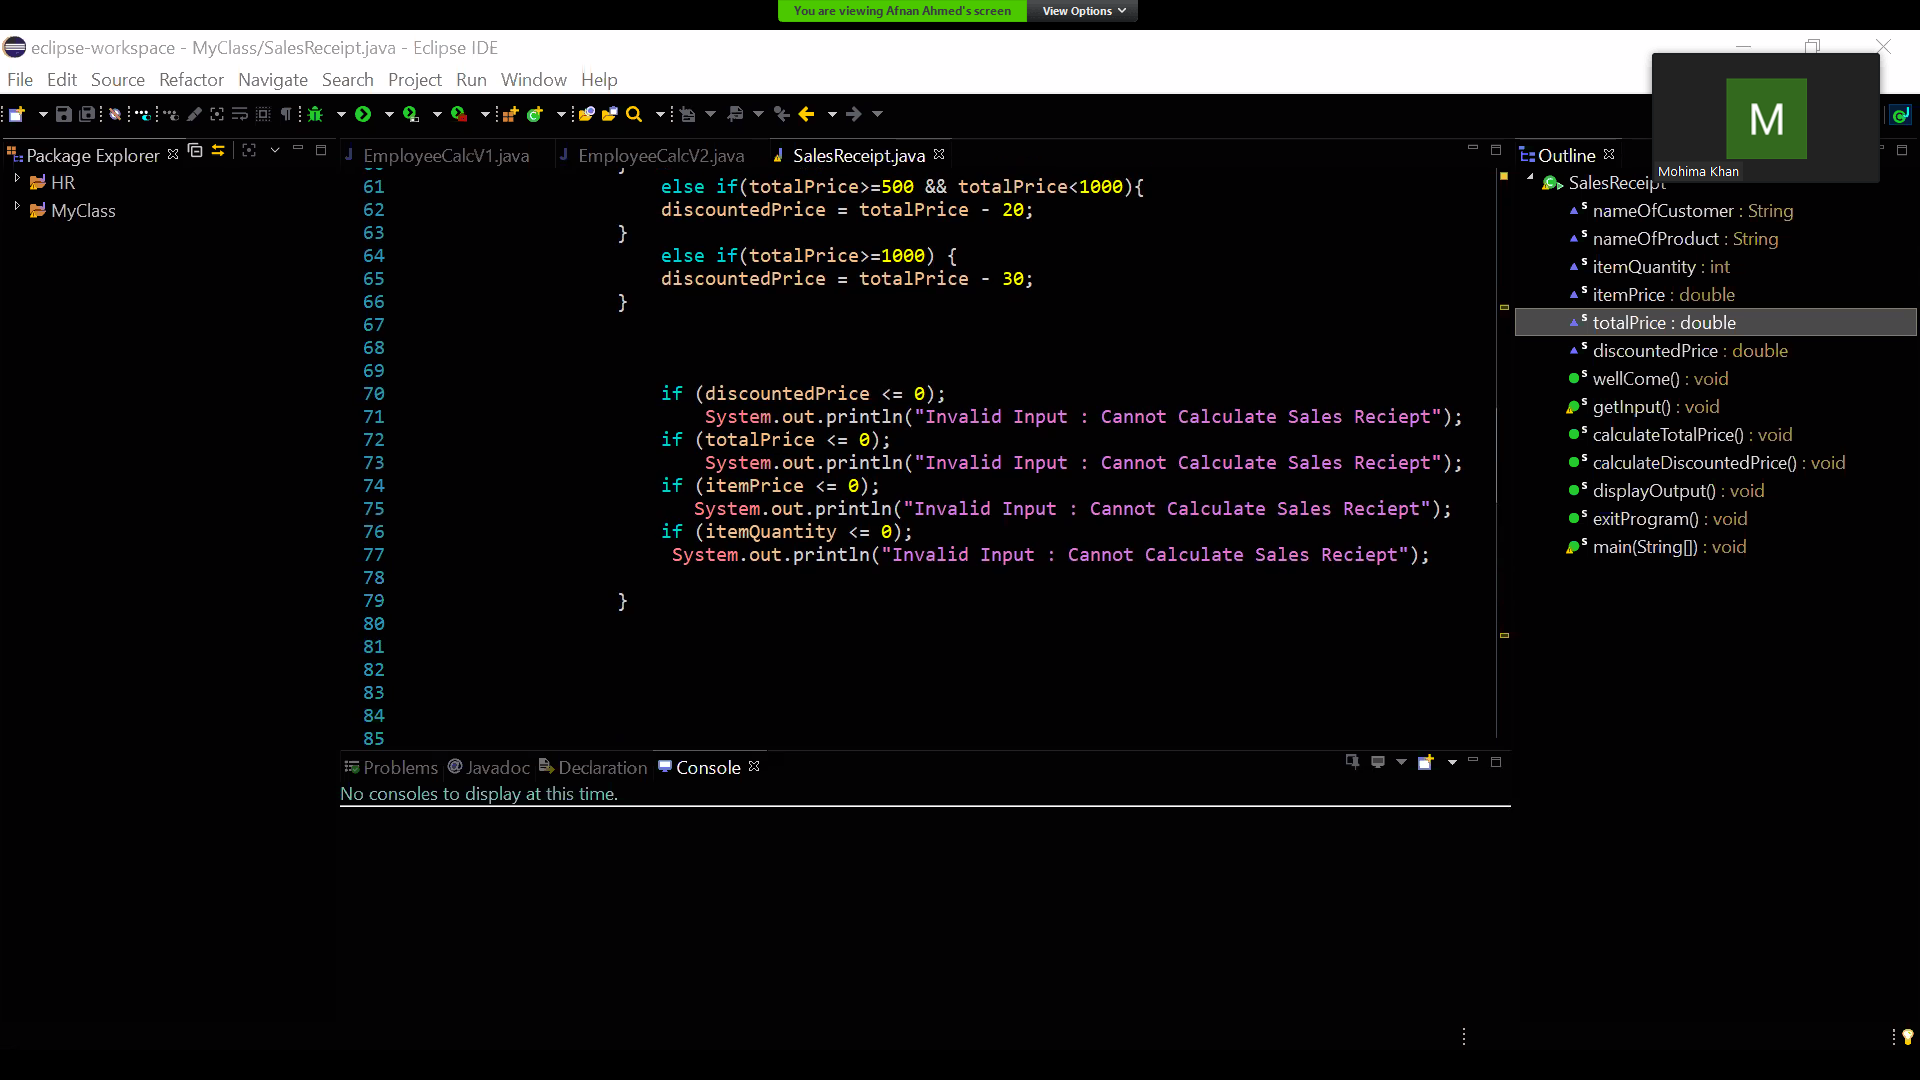 You are viewing Afnan Ahmed's screen
View Options
eclipse-workspace - MyClass/SalesReceipt.java - Eclipse IDE
File Edit Source Refactor Navigate Search Project Run Window Help
M
Mohima Khan
Package Explorer
HR
MyClass
EmployeeCalcV1.java
EmployeeCalcV2.java
SalesReceipt.java
61 else if(totalPrice>=500 && totalPrice<1000){
62 discountedPrice = totalPrice - 20;
63 }
64 else if(totalPrice>=1000) {
65 discountedPrice = totalPrice - 30;
66 }
67
68
69
70 if (discountedPrice <= 0);
71 System.out.println("Invalid Input : Cannot Calculate Sales Reciept");
72 if (totalPrice <= 0);
73 System.out.println("Invalid Input : Cannot Calculate Sales Reciept");
74 if (itemPrice <= 0);
75 System.out.println("Invalid Input : Cannot Calculate Sales Reciept");
76 if (itemQuantity <= 0);
77 System.out.println("Invalid Input : Cannot Calculate Sales Reciept");
78
79 }
80
81
82
83
84
85
Outline
SalesReceipt
nameOfCustomer : String
nameOfProduct : String
itemQuantity : int
itemPrice : double
totalPrice : double
discountedPrice : double
wellCome() : void
getInput() : void
calculateTotalPrice() : void
calculateDiscountedPrice() : void
displayOutput() : void
exitProgram() : void
main(String[]) : void
Problems
Javadoc
Declaration
Console
No consoles to display at this time.